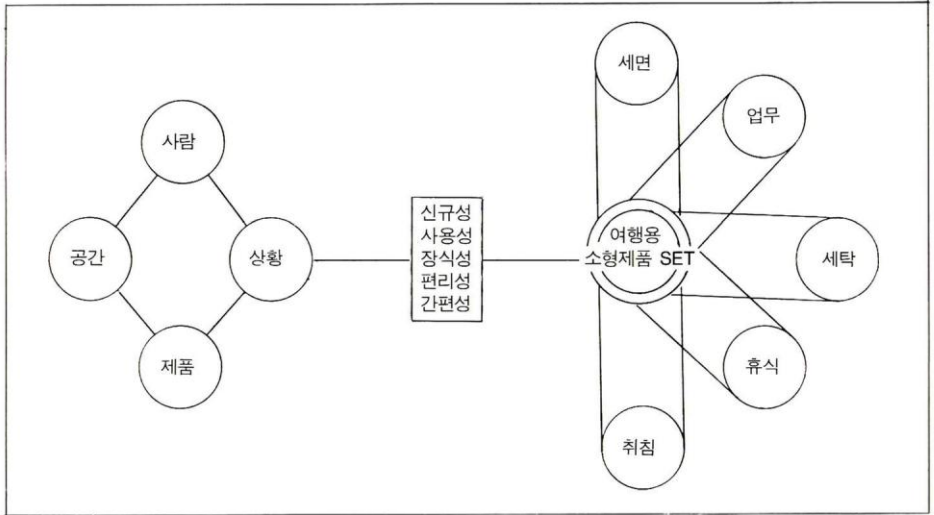 사람
공간
상황
제품
신규성
사용성
장식성
편리성
간편성
여행용
소형제품 SET
세면
업무
세탁
휴식
취침